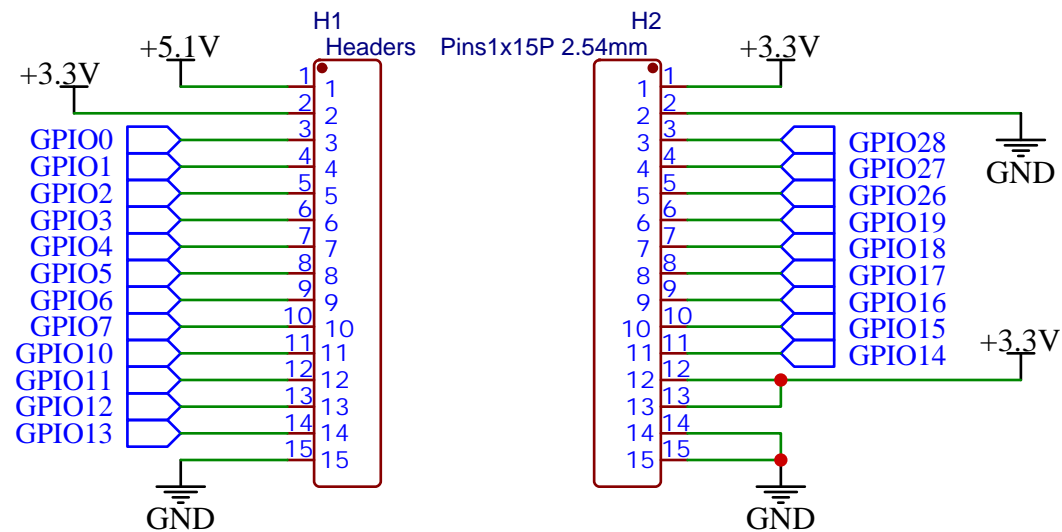 H1
Headers
+5.1V
+3.3V
1 1
2 2
GPIO0 3 3
GPIO1 4 4
GPIO2 5 5
GPIO3 6 6
GPIO4 7 7
GPIO5 8 8
GPIO6 9 9
GPIO7 10 10
GPIO10 11 11
GPIO11 12 12
GPIO12 13 13
GPIO13 14 14
15 15
GND
H2
Pins1x15P 2.54mm
+3.3V
1 1
2 2
GND
3 3 GPIO28
4 4 GPIO27
5 5 GPIO26
6 6 GPIO19
7 7 GPIO18
8 8 GPIO17
9 9 GPIO16
10 10 GPIO15
11 11 GPIO14
+3.3V
12 12
13 13
14 14
15 15
GND